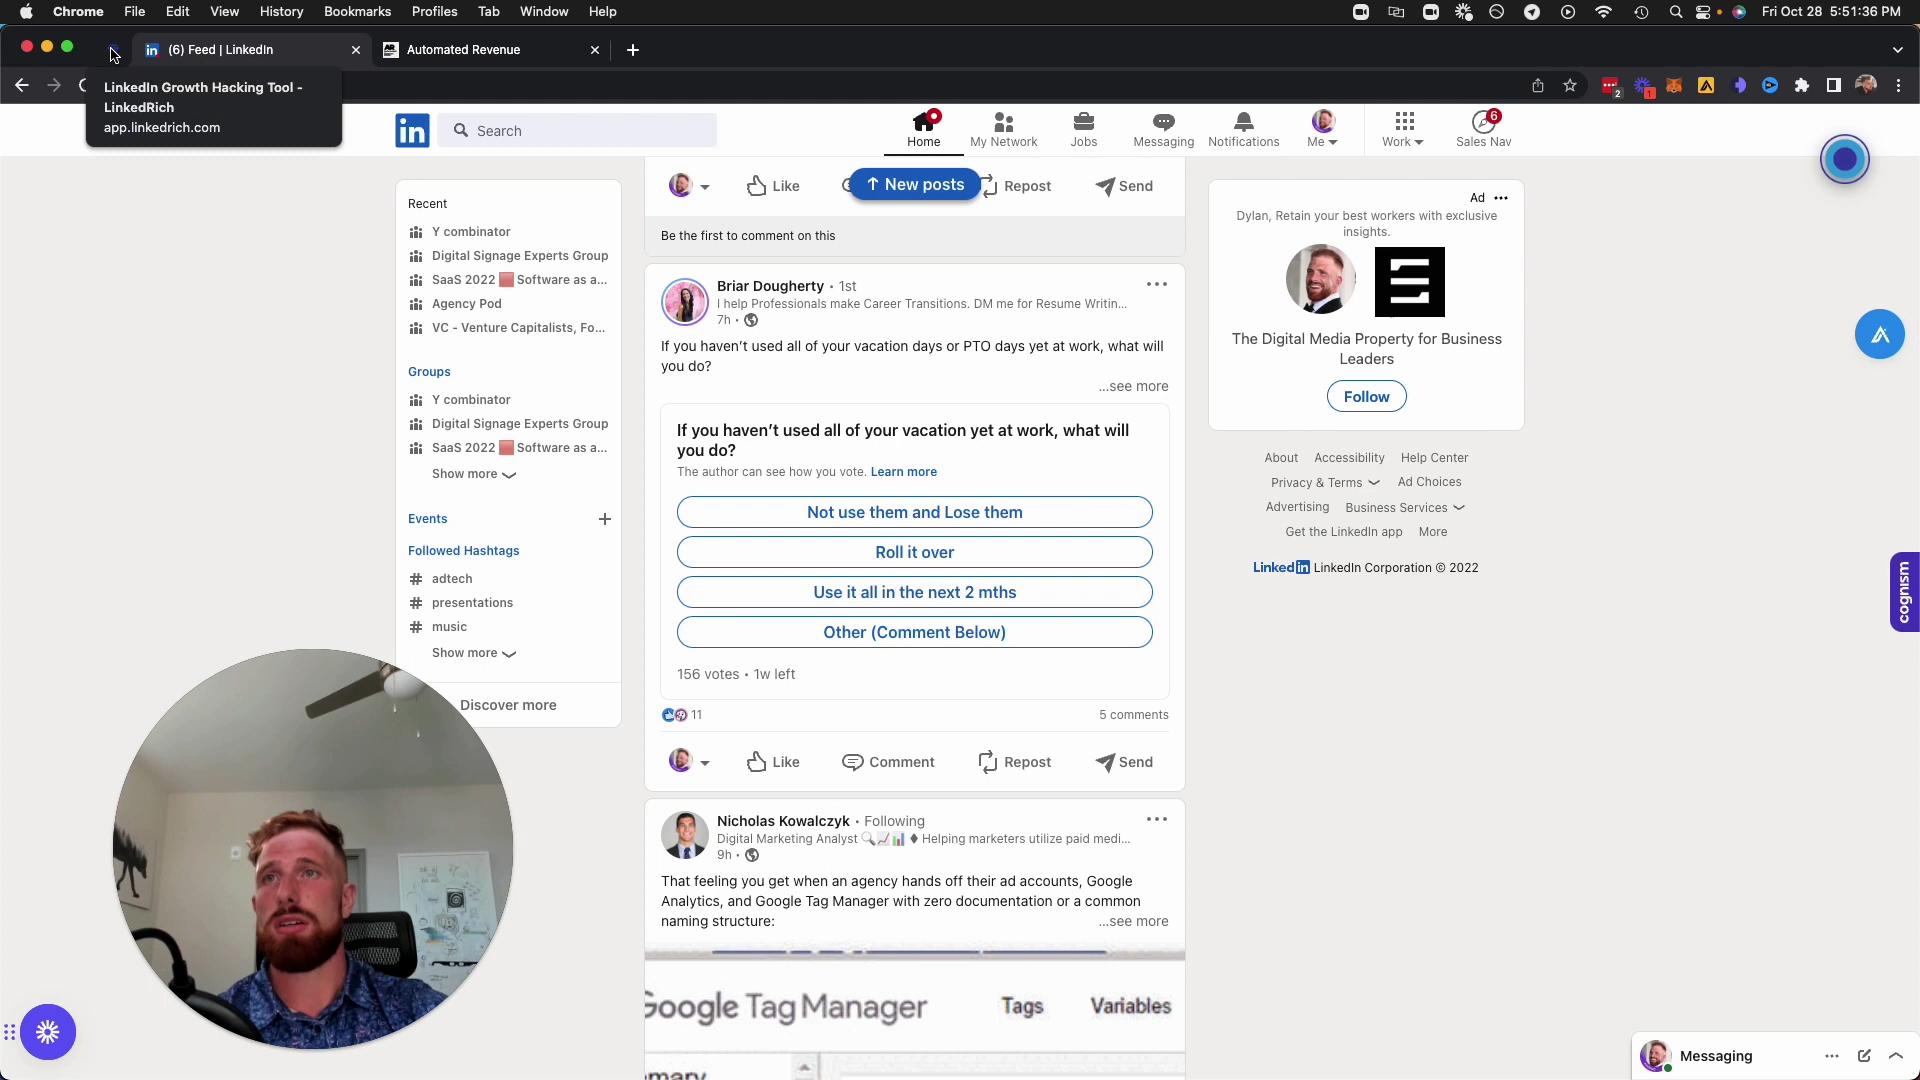 Chrome File Edit View History Bookmarks Profiles Tab Window Help
Fri Oct 28 5:51:36 PM
(6) Feed | LinkedIn
Automated Revenue
LinkedIn Growth Hacking Tool -
LinkedRich
app.linkedrich.com
2
1
in
Search
Home
My Network
Jobs
Messaging
Notifications
Me
Work
6
Sales Nav
Recent
Y combinator
Digital Signage Experts Group
SaaS 2022 🟥 Software as a...
Agency Pod
VC - Venture Capitalists, Fo...
Groups
Y combinator
Digital Signage Experts Group
SaaS 2022 🟥 Software as a...
Show more
Events
Followed Hashtags
# adtech
# presentations
# music
Show more
Discover more
Like
↑ New posts
Repost
Send
Be the first to comment on this
Briar Dougherty • 1st
I help Professionals make Career Transitions. DM me for Resume Writin...
7h •
If you haven't used all of your vacation days or PTO days yet at work, what will
you do?
...see more
If you haven't used all of your vacation yet at work, what will
you do?
The author can see how you vote. Learn more
Not use them and Lose them
Roll it over
Use it all in the next 2 mths
Other (Comment Below)
156 votes • 1w left
11
5 comments
Like
Comment
Repost
Send
Nicholas Kowalczyk • Following
Digital Marketing Analyst 🔍📈📊 ♦ Helping marketers utilize paid medi...
9h •
That feeling you get when an agency hands off their ad accounts, Google
Analytics, and Google Tag Manager with zero documentation or a common
naming structure:
...see more
Google Tag Manager
Tags
Variables
Ad
Dylan, Retain your best workers with exclusive
insights.
The Digital Media Property for Business
Leaders
Follow
About Accessibility Help Center
Privacy & Terms Ad Choices
Advertising Business Services
Get the LinkedIn app More
LinkedIn LinkedIn Corporation © 2022
cognism
Messaging